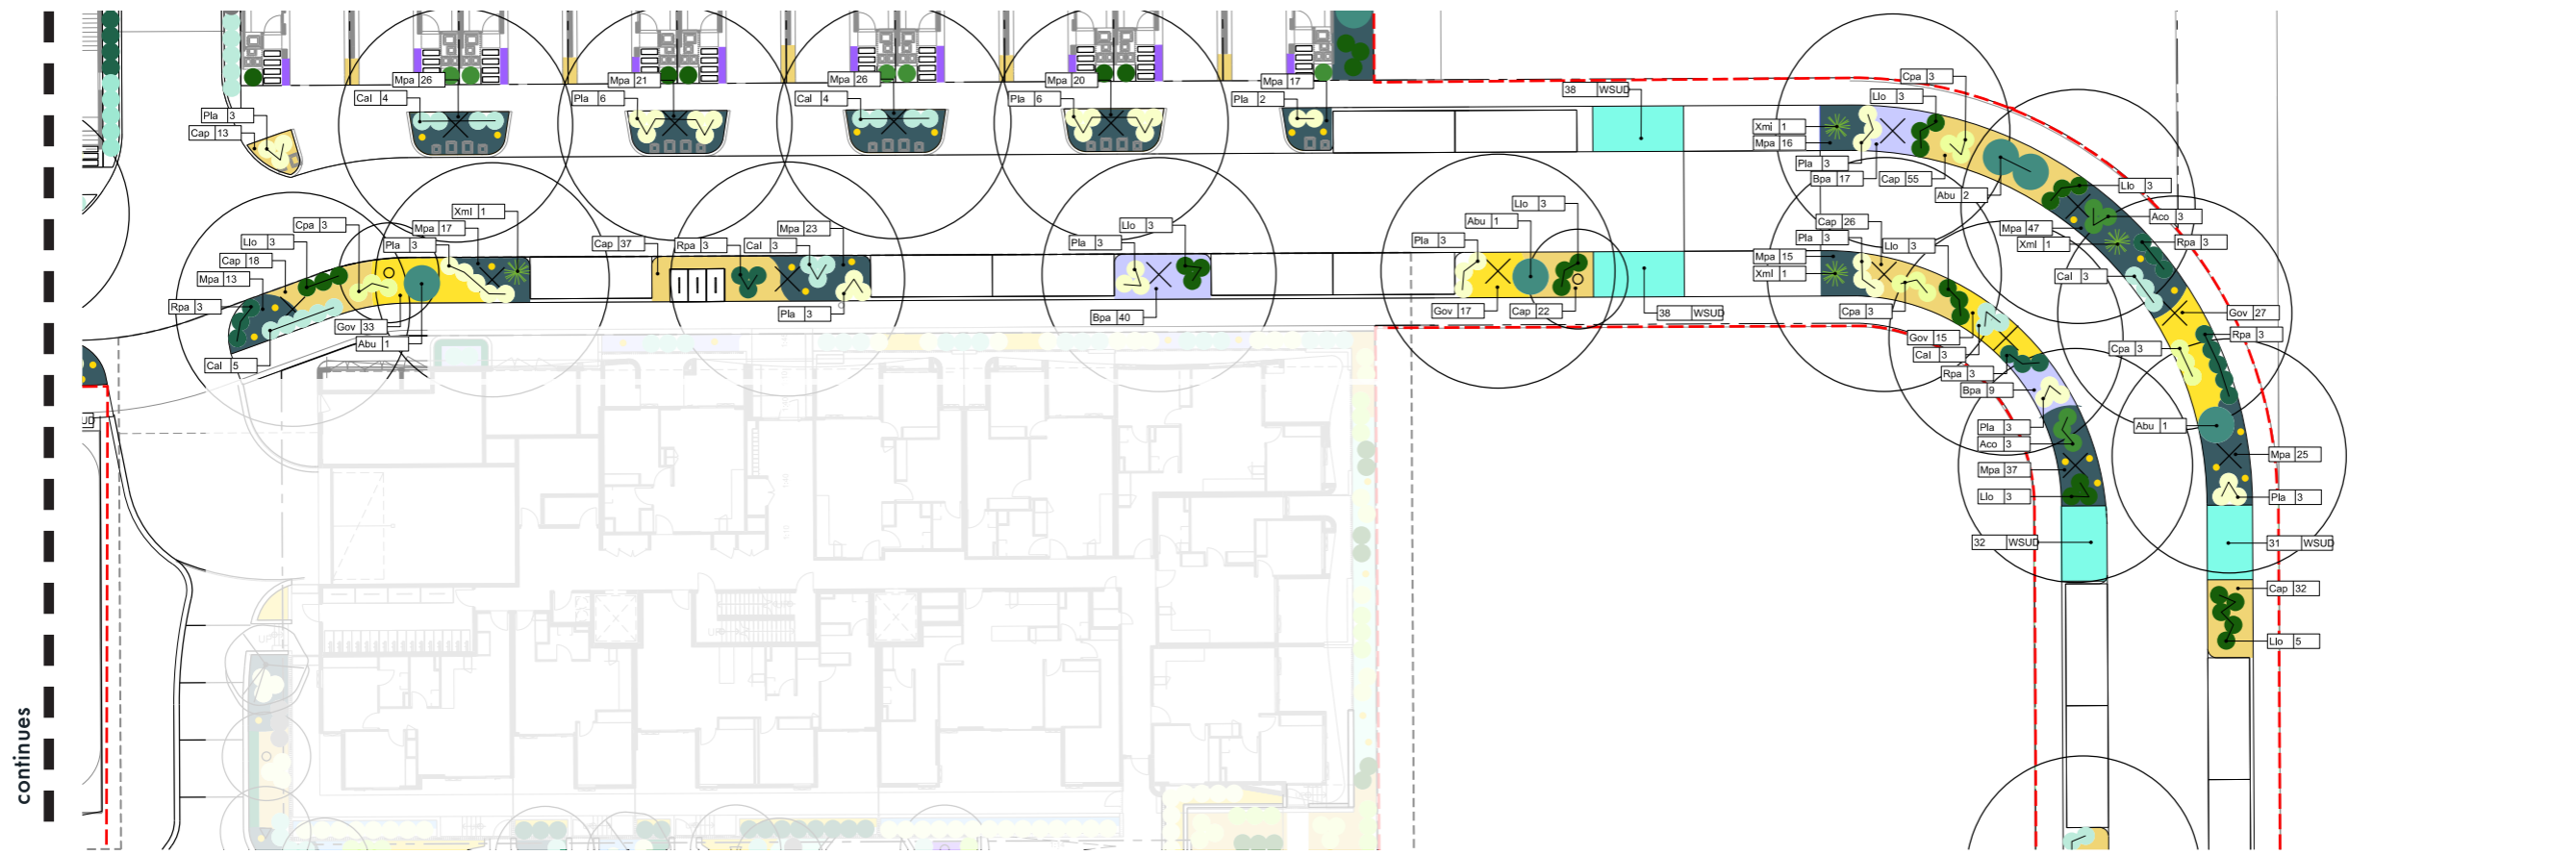 Mpa 26
Mpa 21
Mpa 26
Mpa 20
Mpa 17
Cpa 3
Cal 4
Pla 6
Cal 4
Pla 6
Pla 2
38 WSUD
Llo 3
Pla 3
Cap 13
Xmi 1
Mpa 16
Pla 3
Bpa 17
Cap 55
Abu 2
Llo 3
Aco 3
Mpa 47
Xml 1
Rpa 3
Cal 3
Gov 27
Rpa 3
Cpa 3
Abu 1
Mpa 25
Pla 3
31 WSUD
Cap 32
Llo 5
Xml 1
Cpa 3
Mpa 17
Llo 3
Pla 3
Cap 18
Mpa 13
Rpa 3
Gov 33
Abu 1
Cal 5
Cap 37
Rpa 3
Cal 3
Mpa 23
Pla 3
Llo 3
Pla 3
Bpa 40
Llo 3
Abu 1
Pla 3
Gov 17
Cap 22
38 WSUD
Cap 26
Pla 3
Llo 3
Mpa 15
Xml 1
Cpa 3
Gov 15
Cal 3
Rpa 3
Bpa 9
Pla 3
Aco 3
Mpa 37
Llo 3
32 WSUD
UD
continues